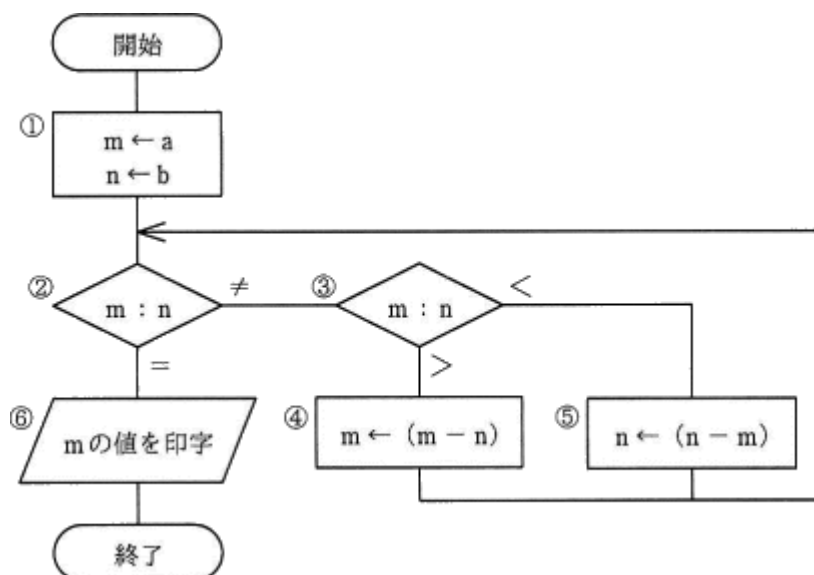 開始
①
m ← a
n ← b
②
m : n
≠
=
③
m : n
<
>
④
m ← (m − n)
⑤
n ← (n − m)
⑥
mの値を印字
終了